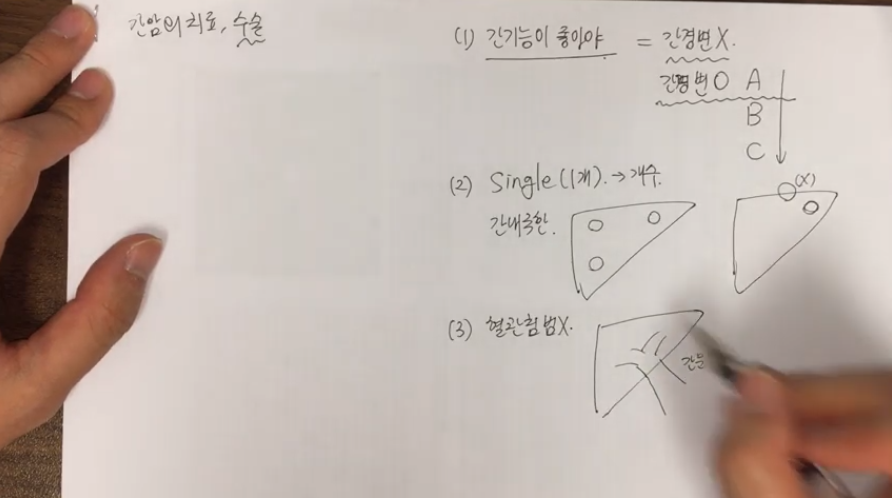 간암의 치료, 수술
(1) 간기능이 좋아야 = 간경변X.
간경변O A
B
C
(2) Single (1개). → 개수.
간내국한.
(X)
(3) 혈관침범X.
간문